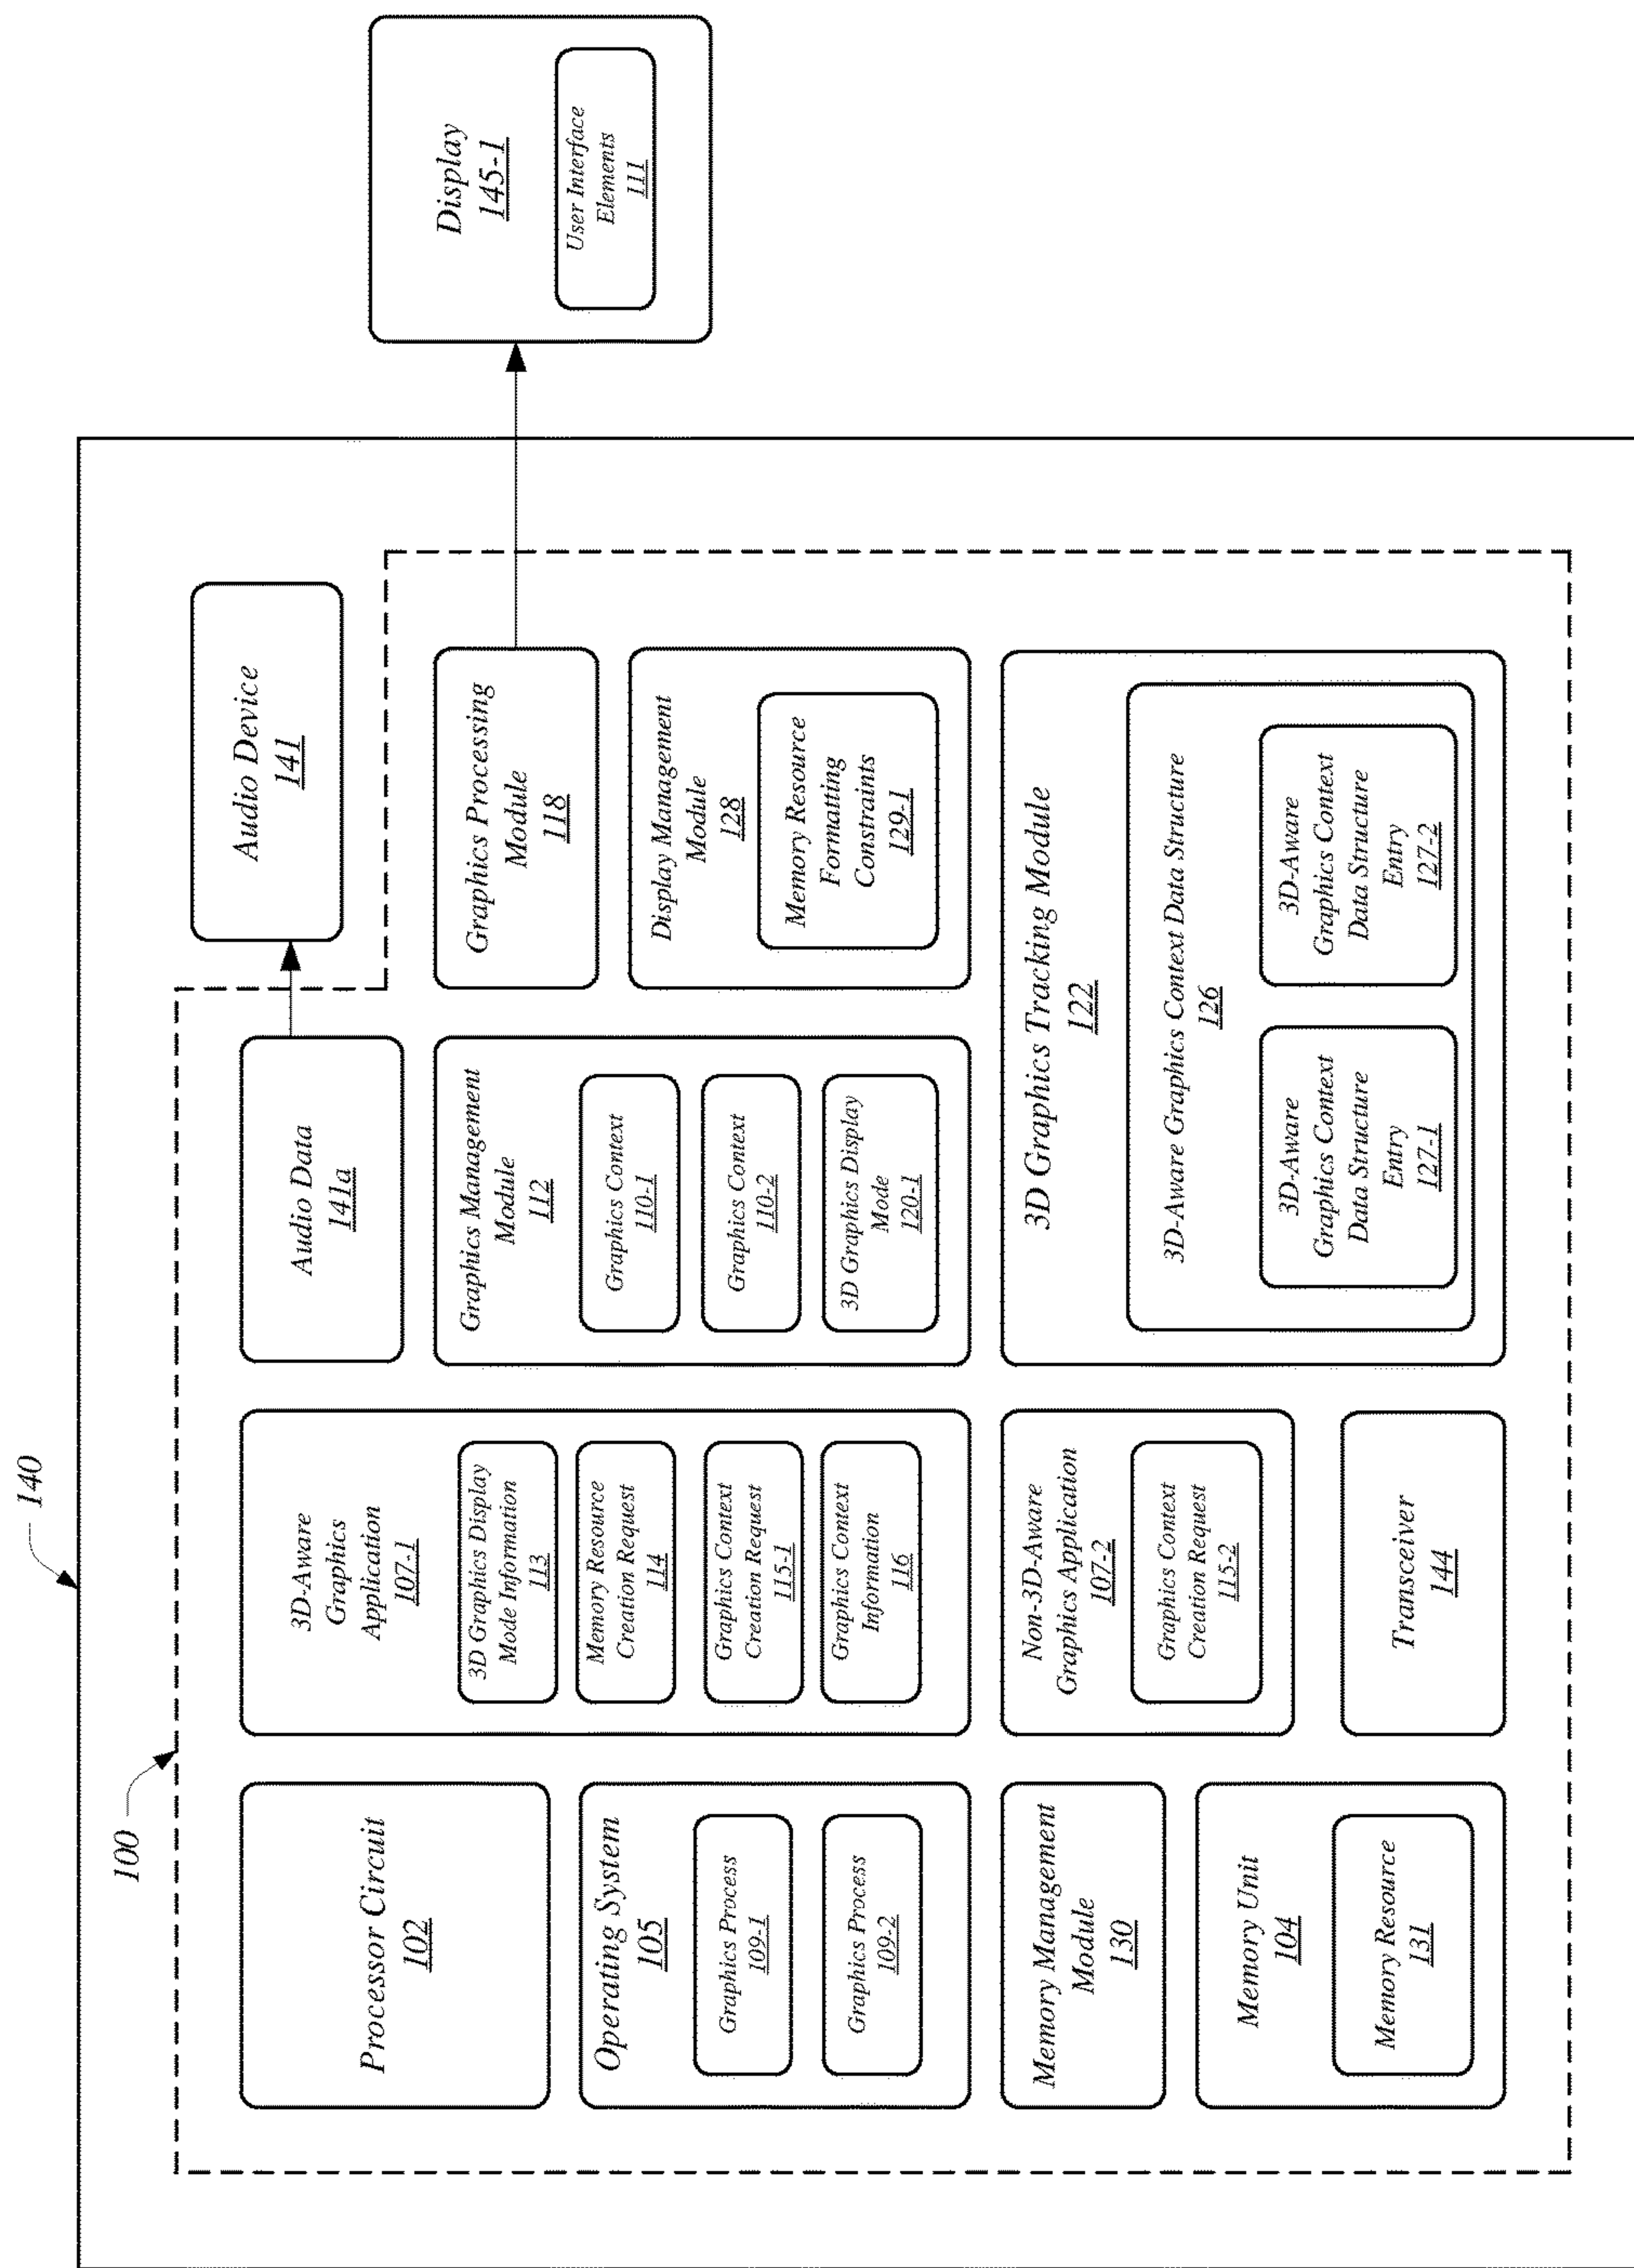 140
100
Processor Circuit
102
Operating System
105
Graphics Process
109-1
Graphics Process
109-2
Memory Management
Module
130
Memory Unit
104
Memory Resource
131
3D-Aware
Graphics
Application
107-1
3D Graphics Display
Mode Information
113
Memory Resource
Creation Request
114
Graphics Context
Creation Request
115-1
Graphics Context
Information
116
Non-3D-Aware
Graphics Application
107-2
Graphics Context
Creation Request
115-2
Transceiver
144
Audio Data
141a
Graphics Management
Module
112
Graphics Context
110-1
Graphics Context
110-2
3D Graphics Display
Mode
120-1
Audio Device
141
Graphics Processing
Module
118
Display Management
Module
128
Memory Resource
Formatting
Constraints
129-1
3D Graphics Tracking Module
122
3D-Aware Graphics Context Data Structure
126
3D-Aware
Graphics Context
Data Structure
Entry
127-1
3D-Aware
Graphics Context
Data Structure
Entry
127-2
Display
145-1
User Interface
Elements
111